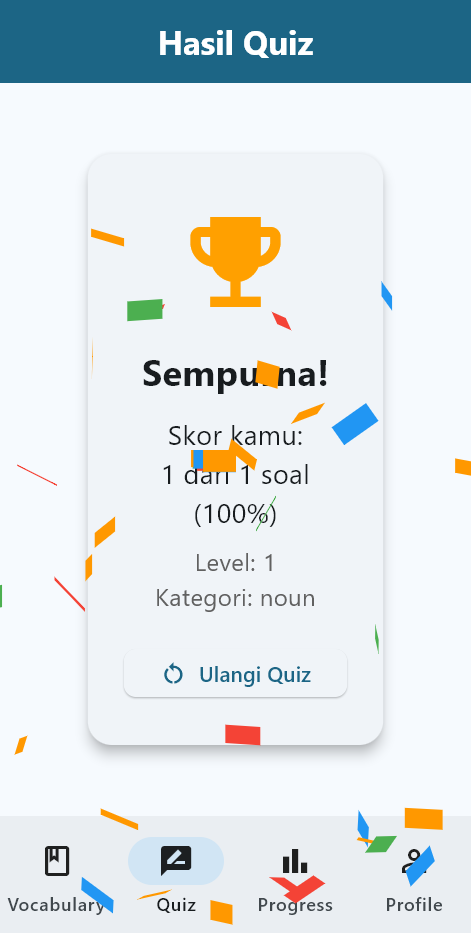 Hasil Quiz
Sempurna!
Skor kamu:
1 dari 1 soal
(100%)
Level: 1
Kategori: noun
Ulangi Quiz
Vocabulary
Quiz
Progress
Profile